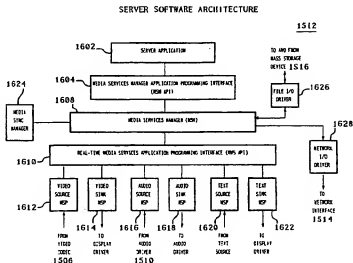 SERVER SOFTWARE ARCHITECTURE
1512
1602
SERVER APPLICATION
TO AND FROM
MASS STORAGE
DEVICE 1516
1604
MEDIA SERVICES MANAGER APPLICATION PROGRAMMING INTERFACE
(MSM API)
1624
MEDIA
SYNC
MANAGER
1608
MEDIA SERVICES MANAGER (MSM)
FILE I/O
DRIVER
1626
1628
NETWORK
I/O
DRIVER
1610
REAL-TIME MEDIA SERVICES APPLICATION PROGRAMMING INTERFACE (RMS API)
TO
NETWORK
INTERFACE
1514
1612
VIDEO
SOURCE
MSP
1614
VIDEO
SINK
MSP
1616
AUDIO
SOURCE
MSP
1618
AUDIO
SINK
MSP
1620
TEXT
SOURCE
MSP
1622
TEXT
SINK
MSP
FROM
VIDEO
CODEC
1506
TO
DISPLAY
DRIVER
FROM
AUDIO
DRIVER
1510
TO
AUDIO
DRIVER
FROM
TEXT
SOURCE
TO
DISPLAY
DRIVER